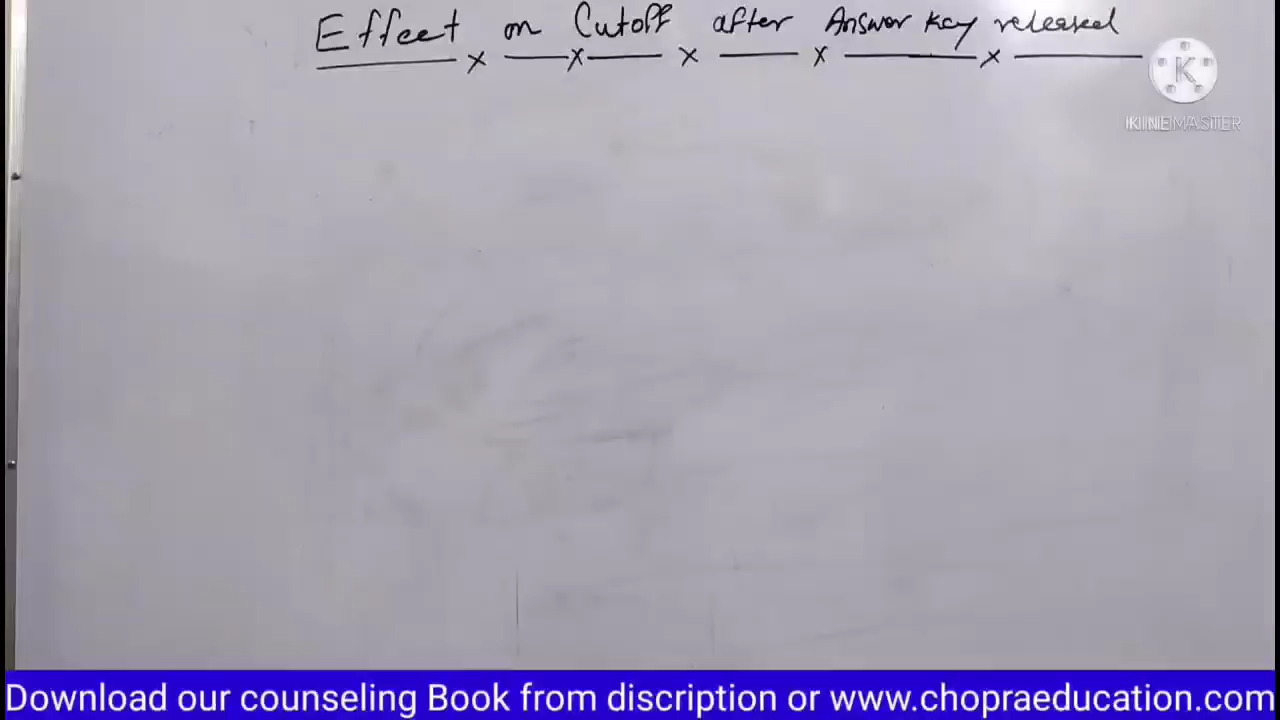 Effect on Cutoff after Answer Key released
K
KINEMASTER
Download our counseling Book from discription or www.chopraeducation.com